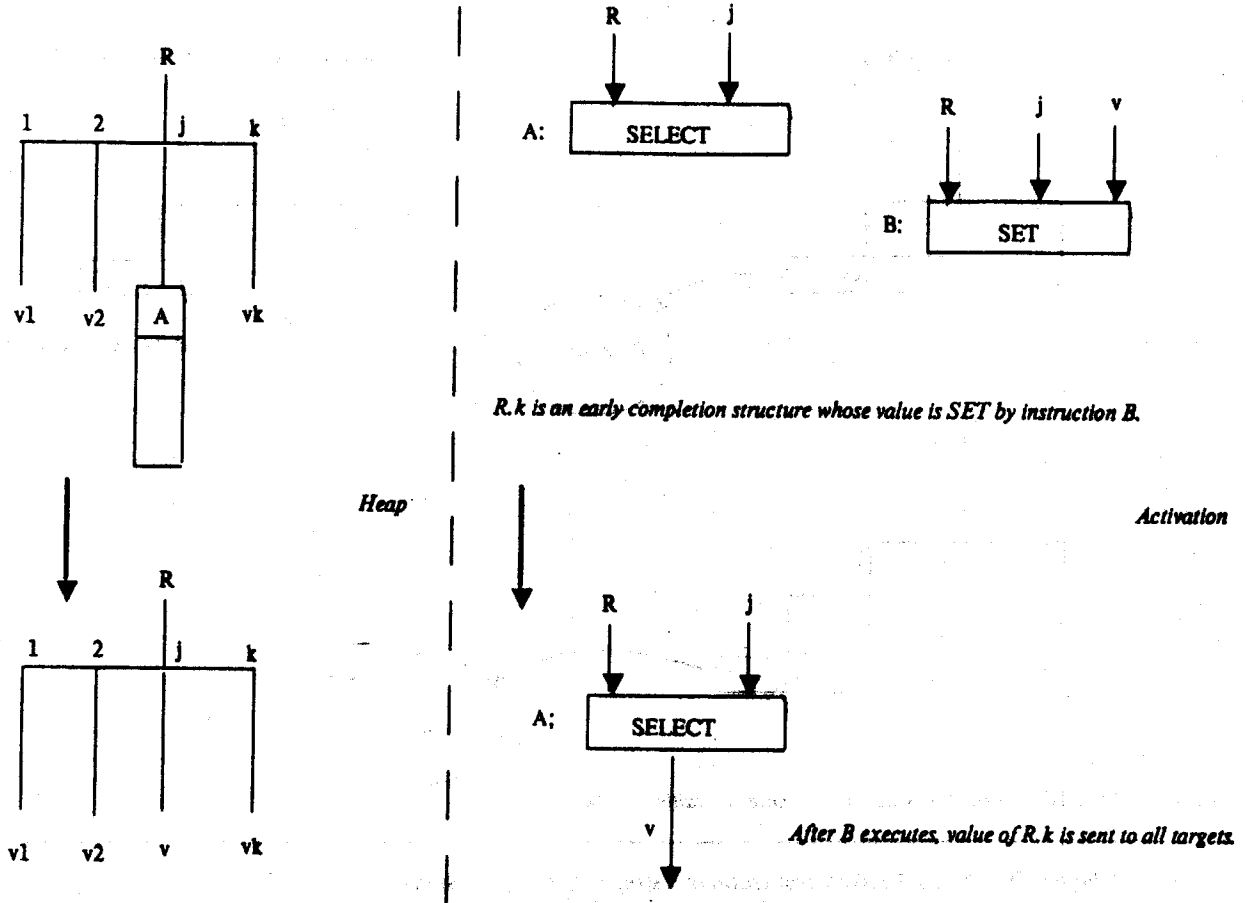 R
1 2 j k
v1 v2 A vk
R j
A: SELECT
R j v
B: SET
R.k is an early completion structure whose value is SET by instruction B.
Heap
Activation
R
1 2 j k
v1 v2 v vk
R j
A: SELECT
v
After B executes, value of R.k is sent to all targets.